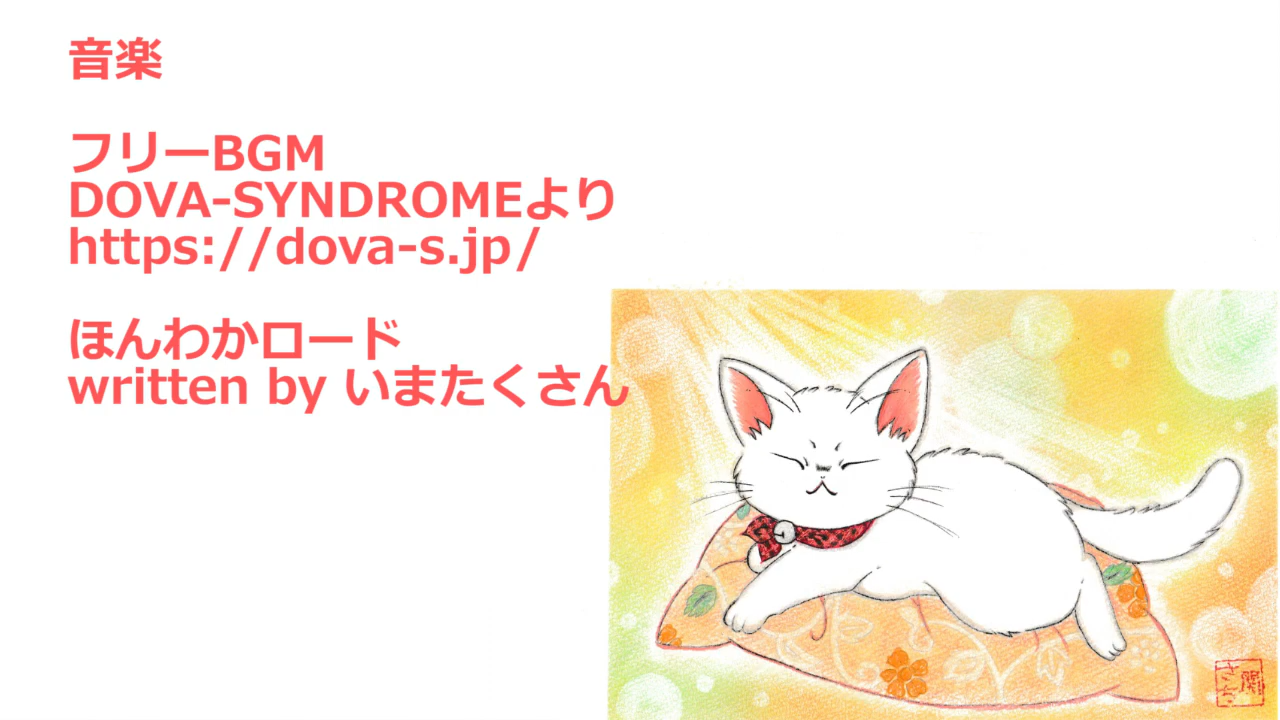 音楽
フリーBGM
DOVA-SYNDROMEより
https://dova-s.jp/
ほんわかロード
written by いまたくさん